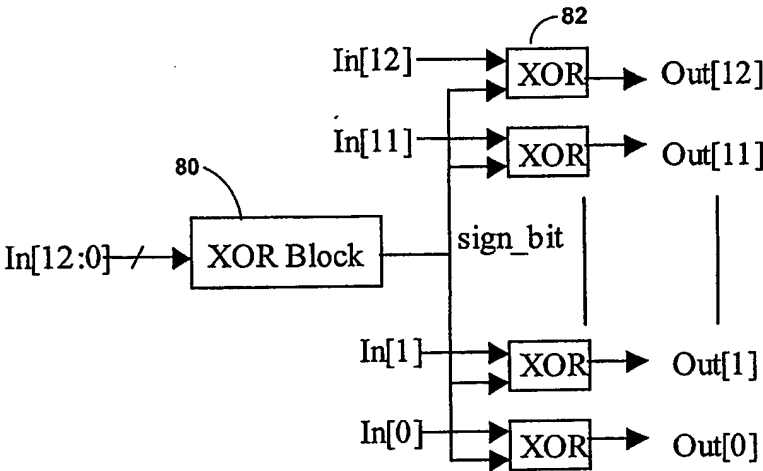 82
In[12]
XOR
Out[12]
In[11]
XOR
Out[11]
80
In[12:0]
XOR Block
sign_bit
In[1]
XOR
Out[1]
In[0]
XOR
Out[0]